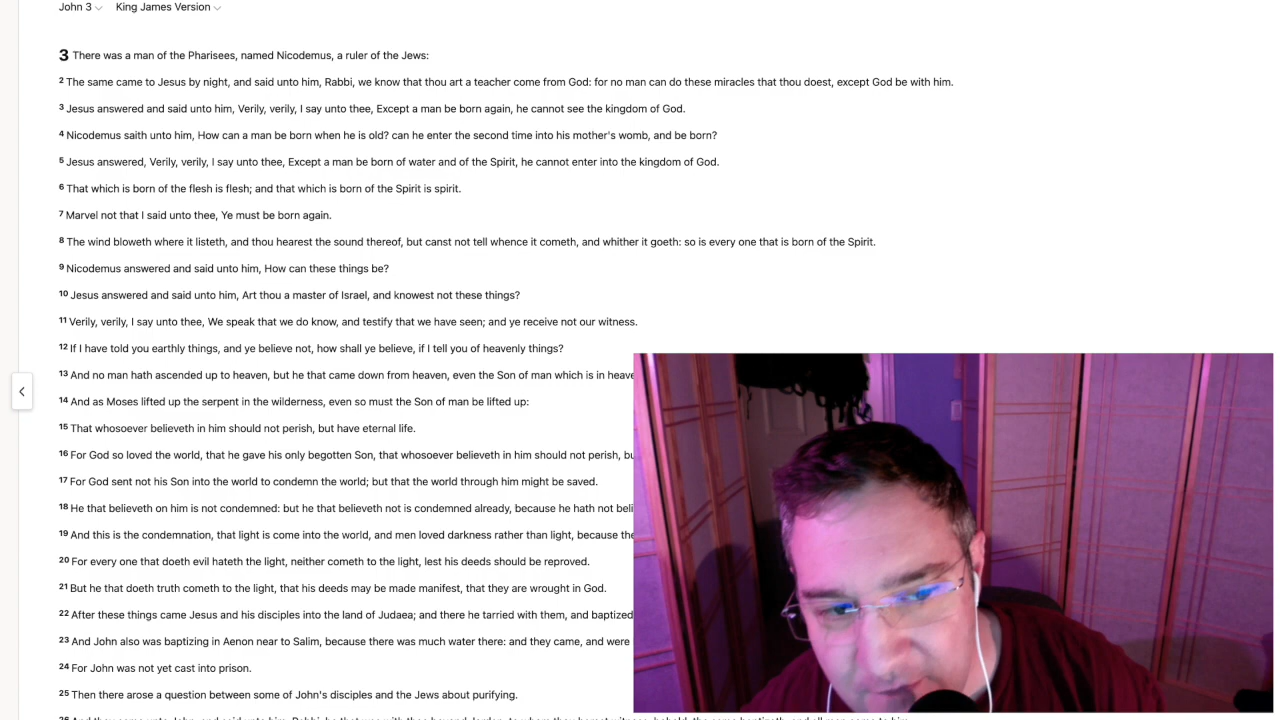 John 3 King James Version
3 There was a man of the Pharisees, named Nicodemus, a ruler of the Jews:
2 The same came to Jesus by night, and said unto him, Rabbi, we know that thou art a teacher come from God: for no man can do these miracles that thou doest, except God be with him.
3 Jesus answered and said unto him, Verily, verily, I say unto thee, Except a man be born again, he cannot see the kingdom of God.
4 Nicodemus saith unto him, How can a man be born when he is old? can he enter the second time into his mother's womb, and be born?
5 Jesus answered, Verily, verily, I say unto thee, Except a man be born of water and of the Spirit, he cannot enter into the kingdom of God.
6 That which is born of the flesh is flesh; and that which is born of the Spirit is spirit.
7 Marvel not that I said unto thee, Ye must be born again.
8 The wind bloweth where it listeth, and thou hearest the sound thereof, but canst not tell whence it cometh, and whither it goeth: so is every one that is born of the Spirit.
9 Nicodemus answered and said unto him, How can these things be?
10 Jesus answered and said unto him, Art thou a master of Israel, and knowest not these things?
11 Verily, verily, I say unto thee, We speak that we do know, and testify that we have seen; and ye receive not our witness.
12 If I have told you earthly things, and ye believe not, how shall ye believe, if I tell you of heavenly things?
13 And no man hath ascended up to heaven, but he that came down from heaven, even the Son of man which is in heave
14 And as Moses lifted up the serpent in the wilderness, even so must the Son of man be lifted up:
15 That whosoever believeth in him should not perish, but have eternal life.
16 For God so loved the world, that he gave his only begotten Son, that whosoever believeth in him should not perish, bu
17 For God sent not his Son into the world to condemn the world; but that the world through him might be saved.
18 He that believeth on him is not condemned: but he that believeth not is condemned already, because he hath not beli
19 And this is the condemnation, that light is come into the world, and men loved darkness rather than light, because the
20 For every one that doeth evil hateth the light, neither cometh to the light, lest his deeds should be reproved.
21 But he that doeth truth cometh to the light, that his deeds may be made manifest, that they are wrought in God.
22 After these things came Jesus and his disciples into the land of Judaea; and there he tarried with them, and baptized
23 And John also was baptizing in Aenon near to Salim, because there was much water there: and they came, and were
24 For John was not yet cast into prison.
25 Then there arose a question between some of John's disciples and the Jews about purifying.